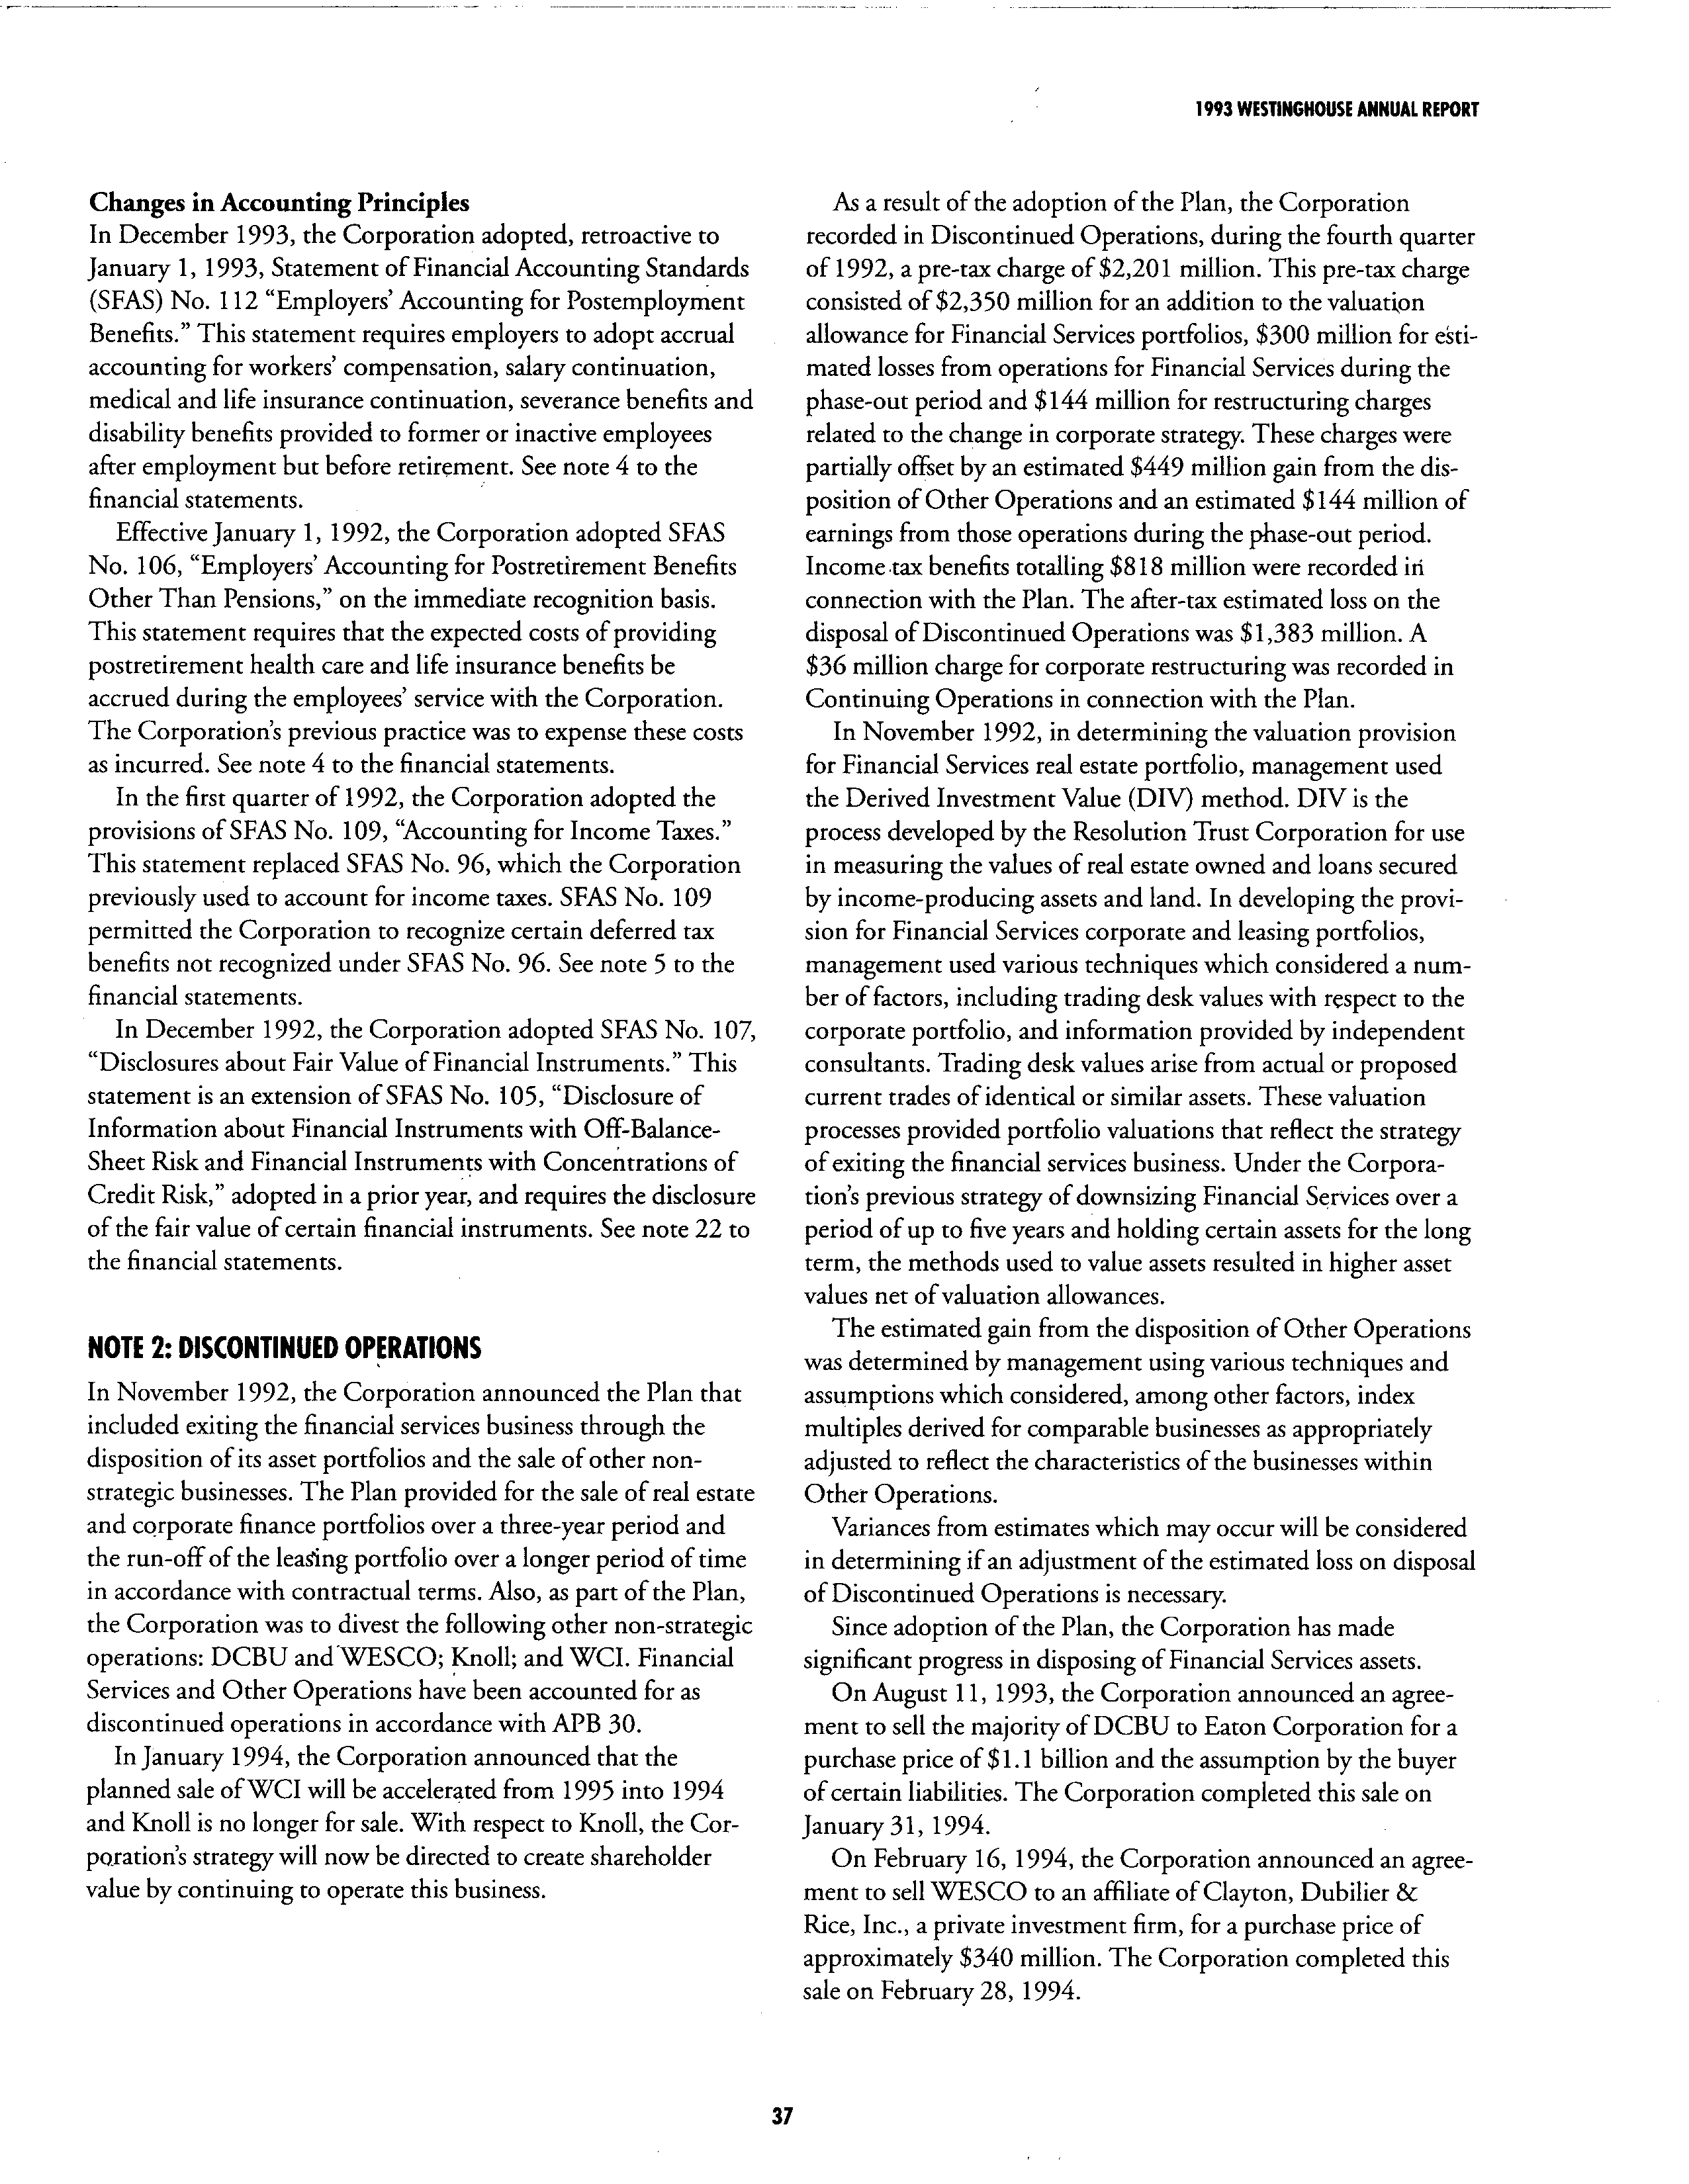 1993 WESTINGHOUSE ANNUAL REPORT
Changes in Accounting Principles
In December 1993, the Corporation adopted, retroactive to
January 1, 1993, Statement of Financial Accounting Standards
(SFAS) No. 112 “Employers’ Accounting for Postemployment
Benefits.” This statement requires employers to adopt accrual
accounting for workers’ compensation, salary continuation,
medical and life insurance continuation, severance benefits and
disability benefits provided to former or inactive employees
after employment but before retirement. See note 4 to the
financial statements.
Effective January 1, 1992, the Corporation adopted SFAS
No. 106, “Employers’ Accounting for Postretirement Benefits
Other Than Pensions,” on the immediate recognition basis.
This statement requires that the expected costs of providing
postretirement health care and life insurance benefits be
accrued during the employees’ service with the Corporation.
The Corporation’s previous practice was to expense these costs
as incurred. See note 4 to the financial statements.
In the first quarter of 1992, the Corporation adopted the
provisions of SFAS No. 109, “Accounting for Income Taxes.”
This statement replaced SFAS No. 96, which the Corporation
previously used to account for income taxes. SFAS No. 109
permitted the Corporation to recognize certain deferred tax
benefits not recognized under SFAS No. 96. See note 5 to the
financial statements.
In December 1992, the Corporation adopted SFAS No. 107,
“Disclosures about Fair Value of Financial Instruments.” This
statement is an extension of SFAS No. 105, “Disclosure of
Information about Financial Instruments with Off-Balance-
Sheet Risk and Financial Instruments with Concentrations of
Credit Risk,” adopted in a prior year, and requires the disclosure
of the fair value of certain financial instruments. See note 22 to
the financial statements.
NOTE 2: DISCONTINUED OPERATIONS
In November 1992, the Corporation announced the Plan that
included exiting the financial services business through the
disposition of its asset portfolios and the sale of other non-
strategic businesses. The Plan provided for the sale of real estate
and corporate finance portfolios over a three-year period and
the run-off of the leasing portfolio over a longer period of time
in accordance with contractual terms. Also, as part of the Plan,
the Corporation was to divest the following other non-strategic
operations: DCBU and WESCO; Knoll; and WCI. Financial
Services and Other Operations have been accounted for as
discontinued operations in accordance with APB 30.
In January 1994, the Corporation announced that the
planned sale of WCI will be accelerated from 1995 into 1994
and Knoll is no longer for sale. With respect to Knoll, the Cor-
poration’s strategy will now be directed to create shareholder
value by continuing to operate this business.
As a result of the adoption of the Plan, the Corporation
recorded in Discontinued Operations, during the fourth quarter
of 1992, a pre-tax charge of $2,201 million. This pre-tax charge
consisted of $2,350 million for an addition to the valuation
allowance for Financial Services portfolios, $300 million for esti-
mated losses from operations for Financial Services during the
phase-out period and $144 million for restructuring charges
related to the change in corporate strategy. These charges were
partially offset by an estimated $449 million gain from the dis-
position of Other Operations and an estimated $144 million of
earnings from those operations during the phase-out period.
Income tax benefits totalling $818 million were recorded in
connection with the Plan. The after-tax estimated loss on the
disposal of Discontinued Operations was $1,383 million. A
$36 million charge for corporate restructuring was recorded in
Continuing Operations in connection with the Plan.
In November 1992, in determining the valuation provision
for Financial Services real estate portfolio, management used
the Derived Investment Value (DIV) method. DIV is the
process developed by the Resolution Trust Corporation for use
in measuring the values of real estate owned and loans secured
by income-producing assets and land. In developing the provi-
sion for Financial Services corporate and leasing portfolios,
management used various techniques which considered a num-
ber of factors, including trading desk values with respect to the
corporate portfolio, and information provided by independent
consultants. Trading desk values arise from actual or proposed
current trades of identical or similar assets. These valuation
processes provided portfolio valuations that reflect the strategy
of exiting the financial services business. Under the Corpora-
tion’s previous strategy of downsizing Financial Services over a
period of up to five years and holding certain assets for the long
term, the methods used to value assets resulted in higher asset
values net of valuation allowances.
The estimated gain from the disposition of Other Operations
was determined by management using various techniques and
assumptions which considered, among other factors, index
multiples derived for comparable businesses as appropriately
adjusted to reflect the characteristics of the businesses within
Other Operations.
Variances from estimates which may occur will be considered
in determining if an adjustment of the estimated loss on disposal
of Discontinued Operations is necessary.
Since adoption of the Plan, the Corporation has made
significant progress in disposing of Financial Services assets.
On August 11, 1993, the Corporation announced an agree-
ment to sell the majority of DCBU to Eaton Corporation for a
purchase price of $1.1 billion and the assumption by the buyer
of certain liabilities. The Corporation completed this sale on
January 31, 1994.
On February 16, 1994, the Corporation announced an agree-
ment to sell WESCO to an affiliate of Clayton, Dubilier &
Rice, Inc., a private investment firm, for a purchase price of
approximately $340 million. The Corporation completed this
sale on February 28, 1994.
37